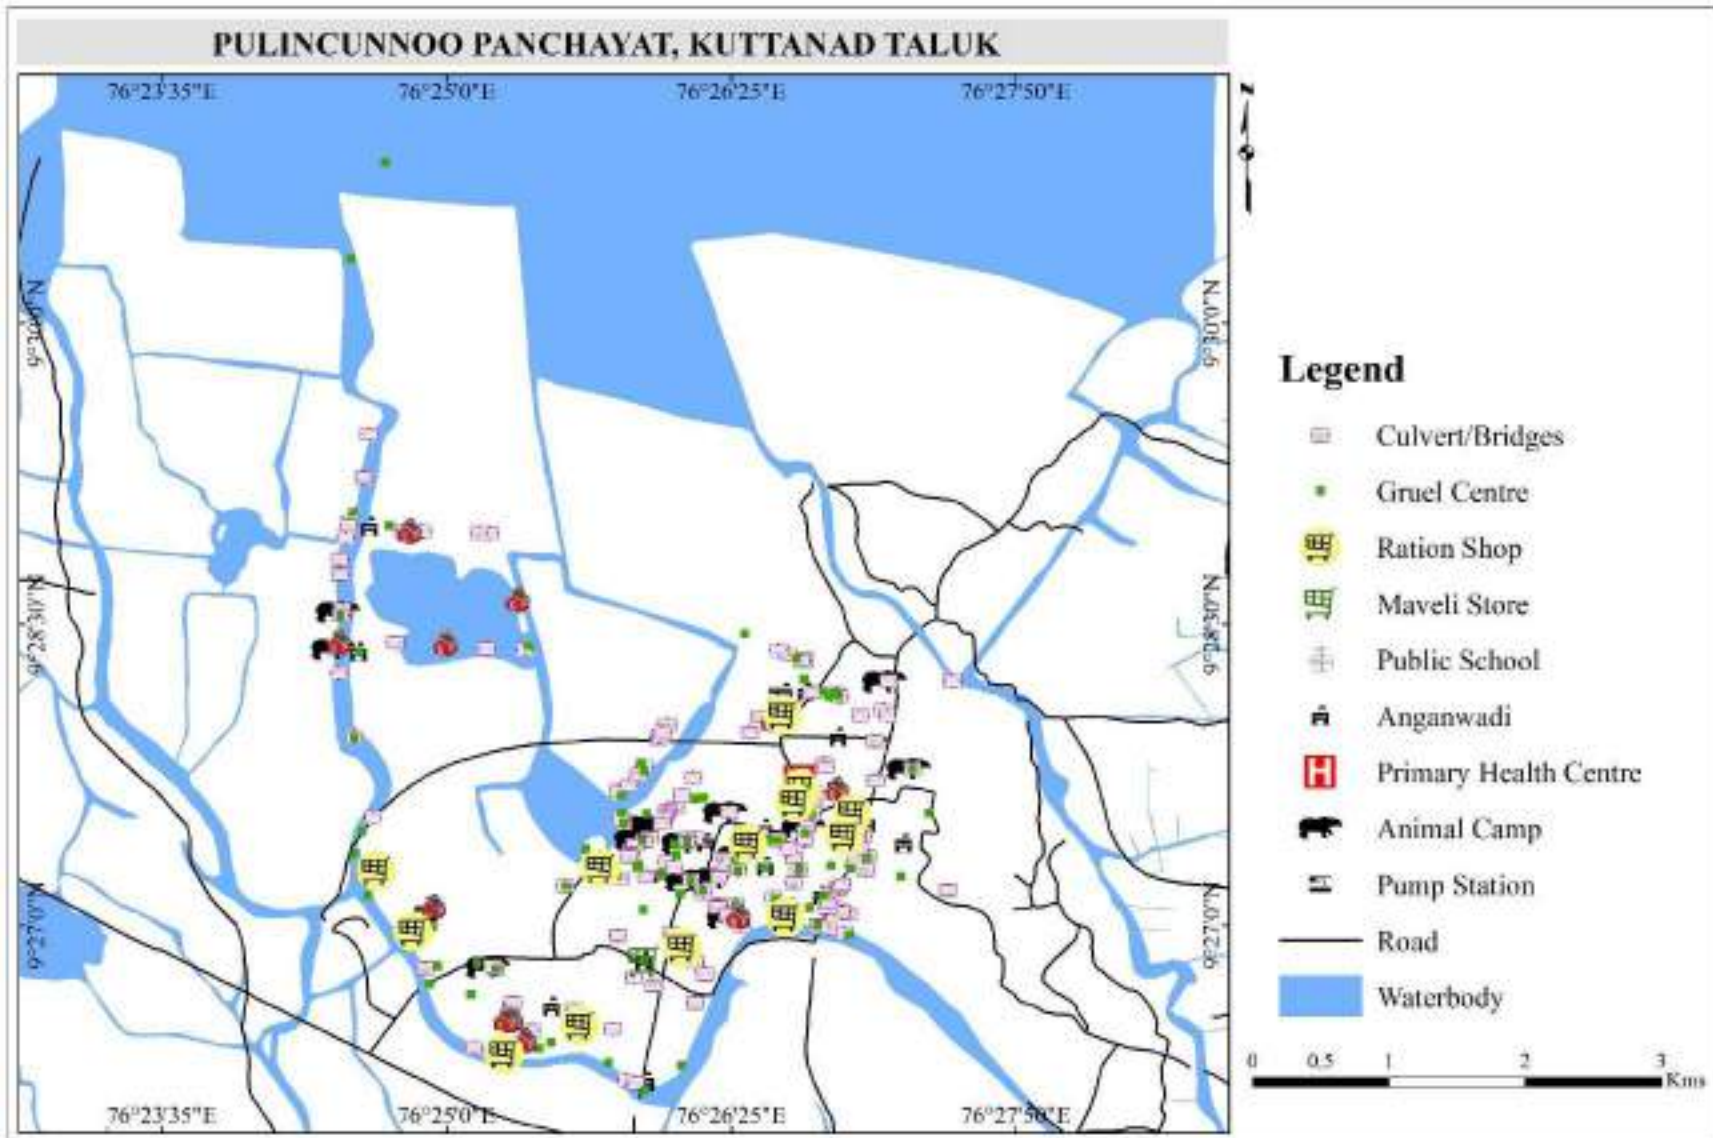 PULINCUNNOO PANCHAYAT, KUTTANAD TALUK
76°23'35"E 76°25'0"E 76°26'25"E 76°27'50"E
N
9°30'0"N 9°30'0"N
9°28'30"N 9°28'30"N
9°27'0"N 9°27'0"N
76°23'35"E 76°25'0"E 76°26'25"E 76°27'50"E
Legend
Culvert/Bridges
Gruel Centre
Ration Shop
Maveli Store
Public School
Anganwadi
H Primary Health Centre
Animal Camp
Pump Station
Road
Waterbody
0 0.5 1 2 3
Kms